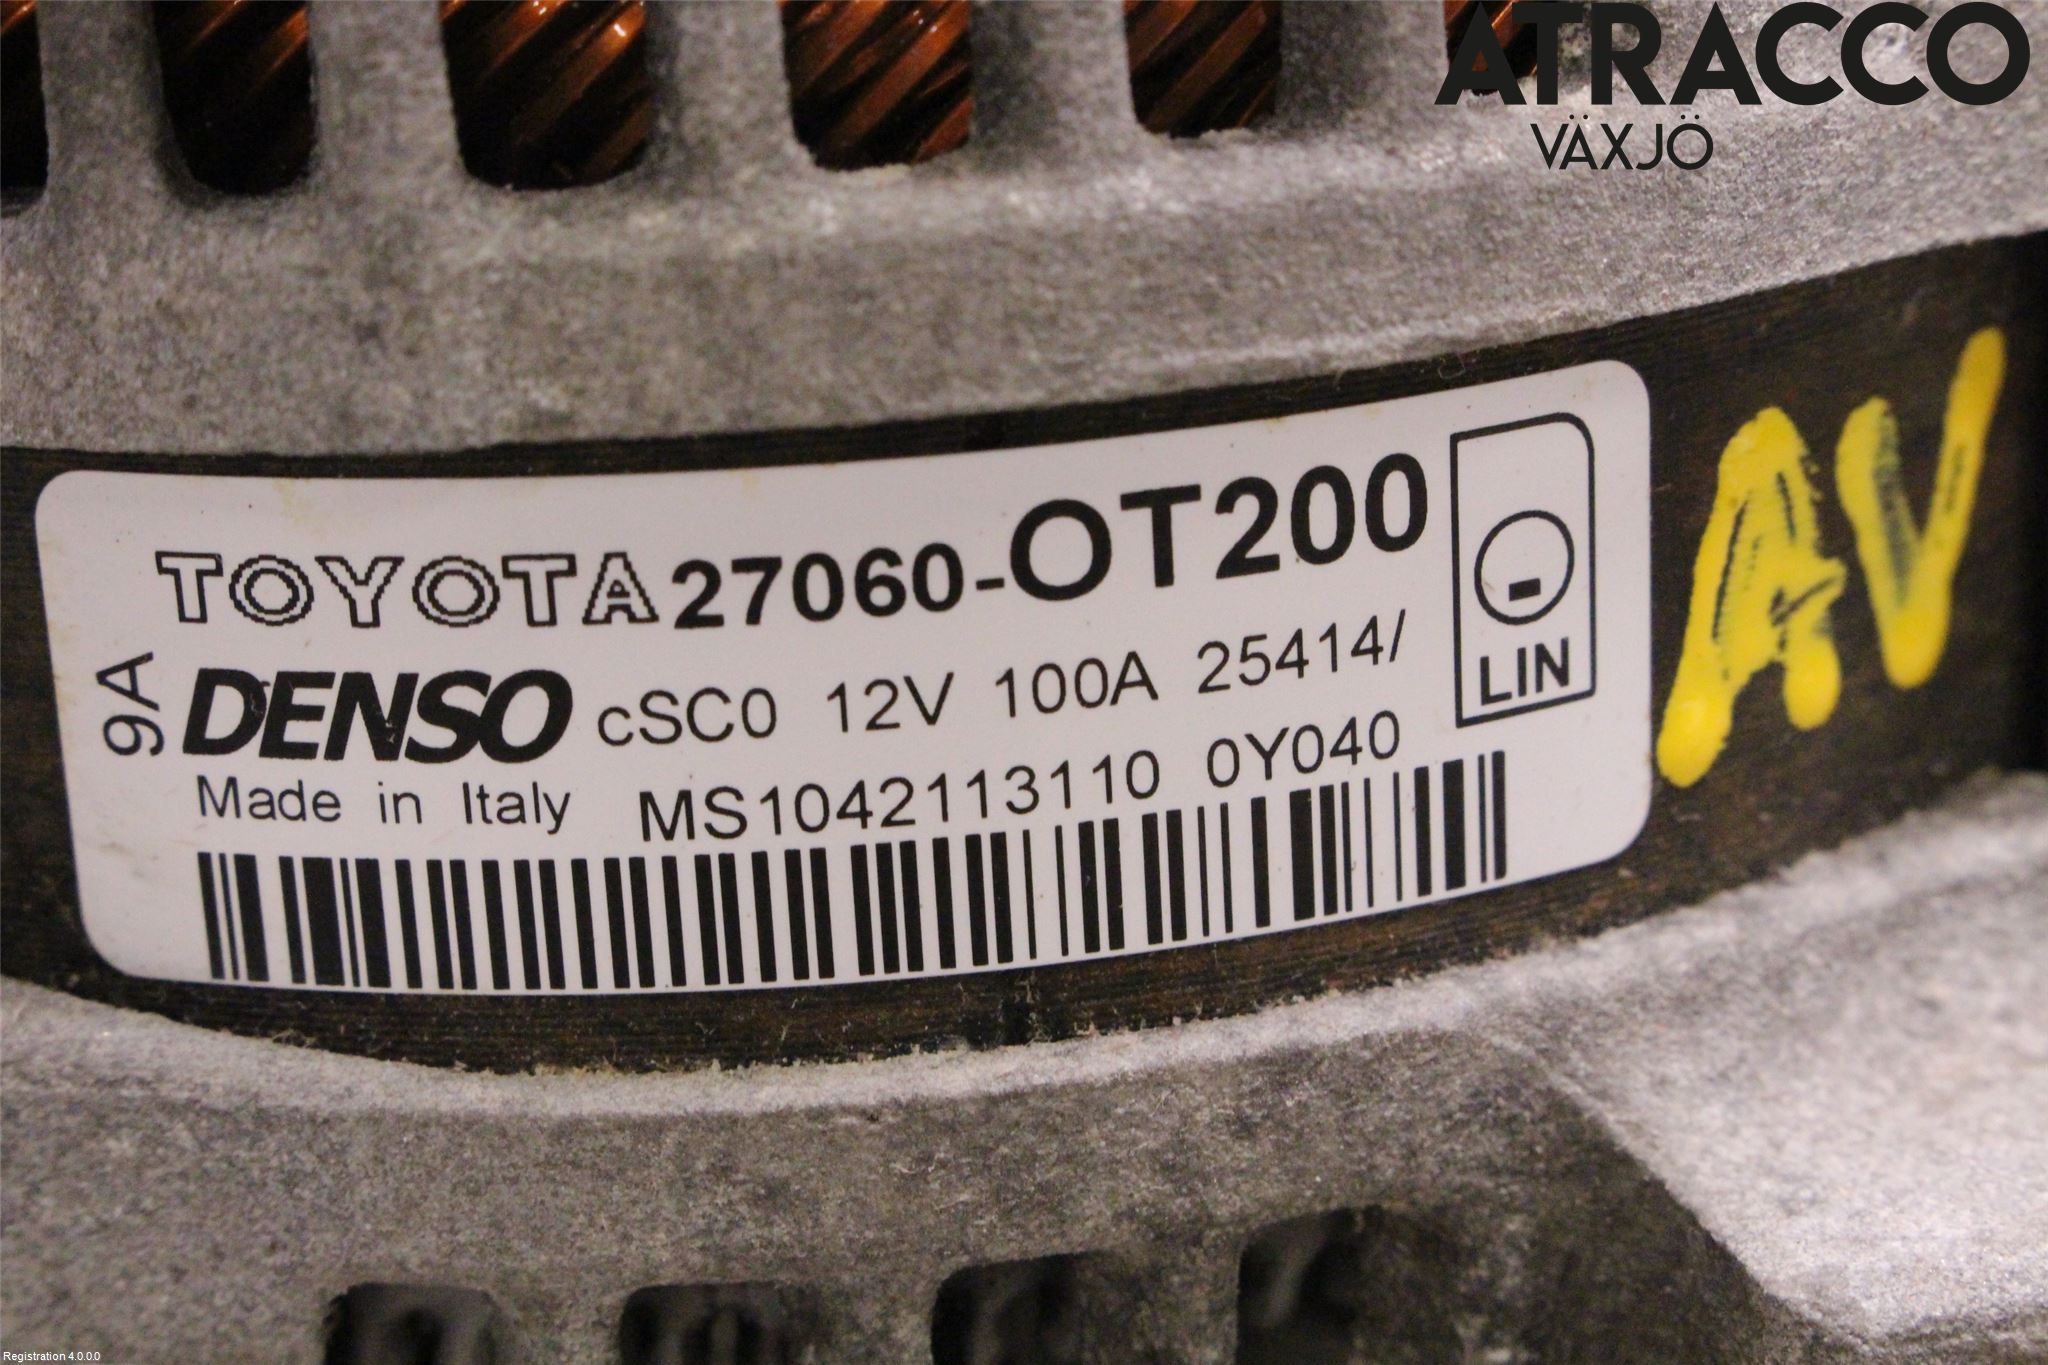 ATRACCO
VÄXJÖ
TOYOTA 27060-0T200
9A
DENSO cSC0 12V 100A 25414/
LIN
Made in Italy MS1042113110 0Y040
AV
Registration 4.0.0.0